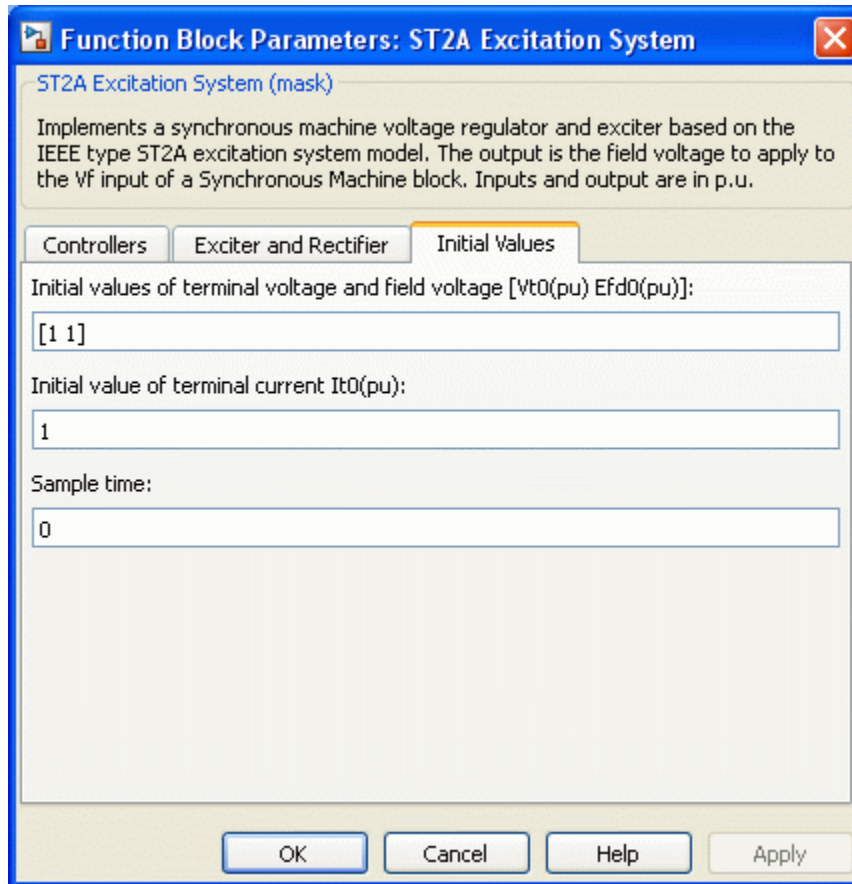 Function Block Parameters: ST2A Excitation System
ST2A Excitation System (mask)
Implements a synchronous machine voltage regulator and exciter based on the
IEEE type ST2A excitation system model. The output is the field voltage to apply to
the Vf input of a Synchronous Machine block. Inputs and output are in p.u.
Controllers Exciter and Rectifier Initial Values
Initial values of terminal voltage and field voltage [Vt0(pu) Efd0(pu)]:
[1 1]
Initial value of terminal current It0(pu):
1
Sample time:
0
OK Cancel Help Apply